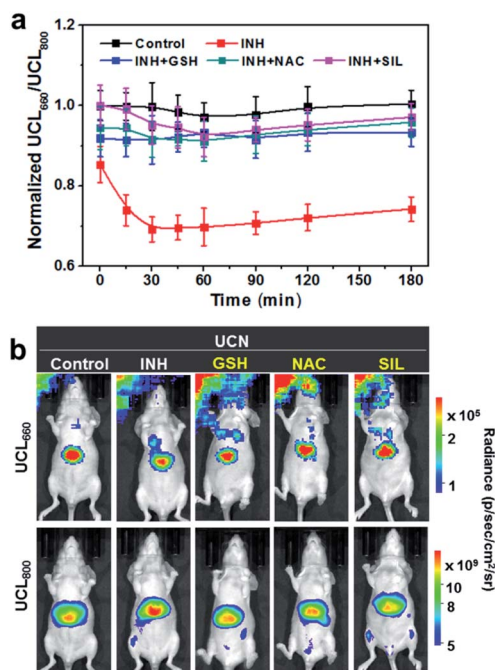 a
1.2
1.0
0.8
0.6
Normalized UCL660/UCL800
Control INH
INH+GSH INH+NAC INH+SIL
0 30 60 90 120 150 180
Time (min)
b
UCN
Control INH GSH NAC SIL
UCL660
UCL800
x 10⁵
2
1
x 10⁹
10
8
5
Radiance (p/sec/cm²/sr)